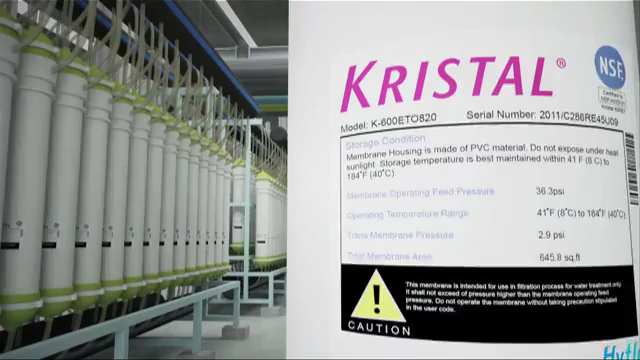 KRISTAL®
NSF®
Certified to
Model: K-600ETO820
Serial Number: 2011/C286RE45U09
Storage Condition
Membrane Housing is made of PVC material. Do not expose under heat
sunlight. Storage temperature is best maintained within 41 F (8 C) to
184˚F (40˚C)
Membrane Operating Feed Pressure 36.3psi
Operating Temperature Range 41˚F (8˚C) to 184˚F (40˚C)
Trans Membrane Pressure 2.9 psi
Total Membrane Area 645.8 sq.ft
This membrane is intended for use in filtration process for water treatment only.
It shall not exceed of pressure higher than the membrane operating feed
pressure. Do not operate the membrane without taking precaution stipulated
in the user code.
!
CAUTION